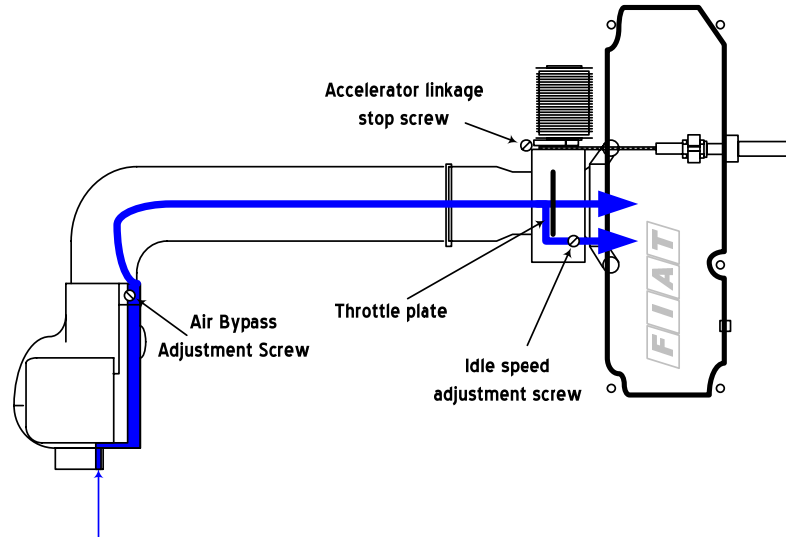 Accelerator linkage
stop screw
Throttle plate
Air Bypass
Adjustment Screw
Idle speed
adjustment screw
FIAT